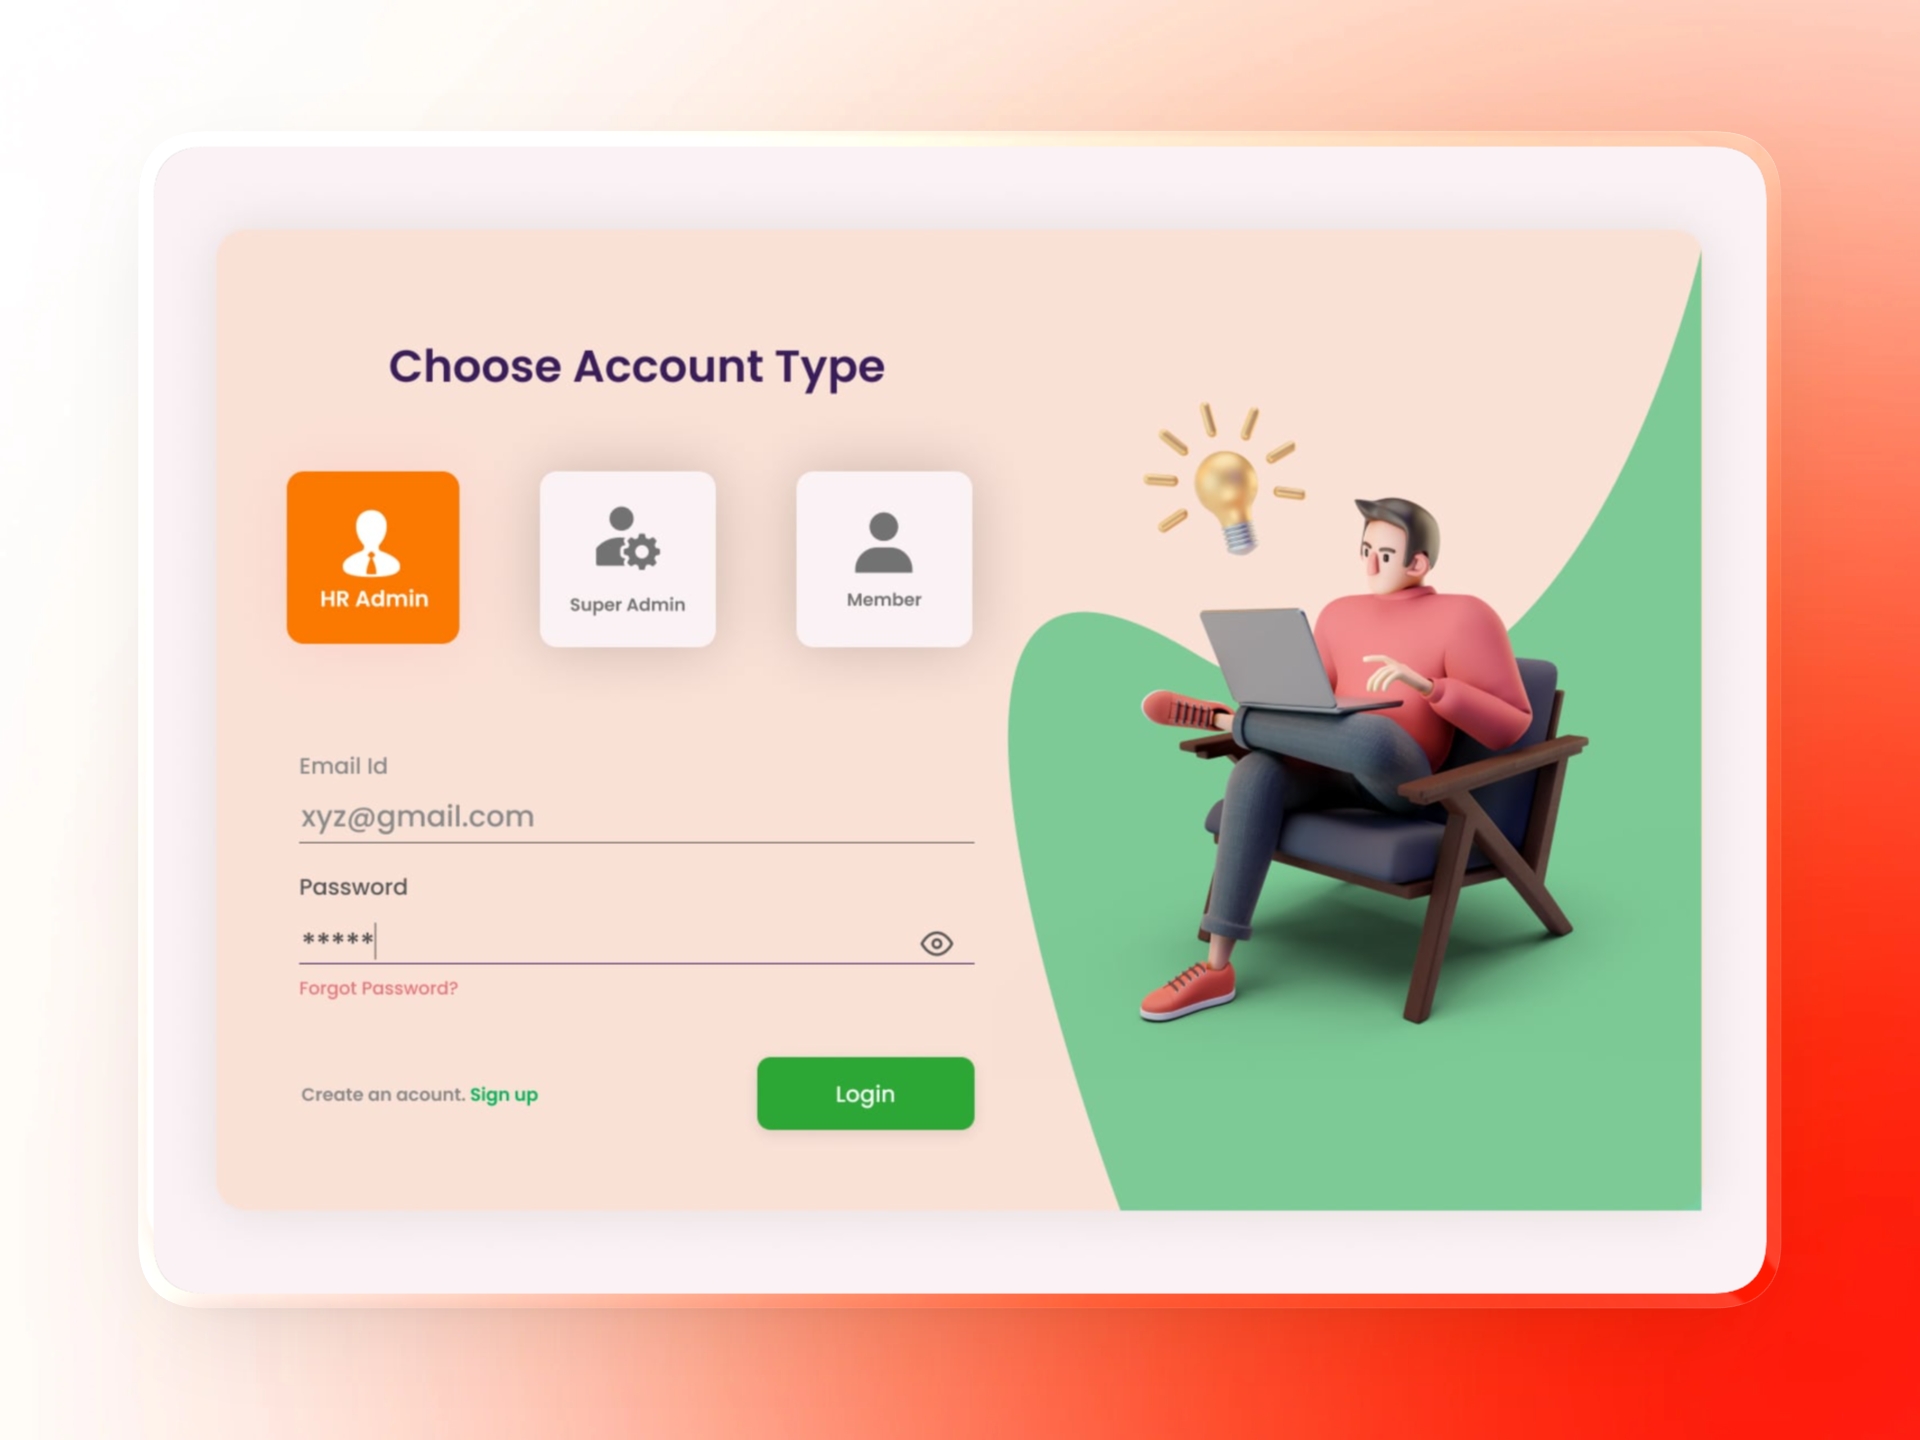 Choose Account Type
HR Admin
Super Admin
Member
Email Id
xyz@gmail.com
Password
*****
Forgot Password?
Create an acount. Sign up
Login